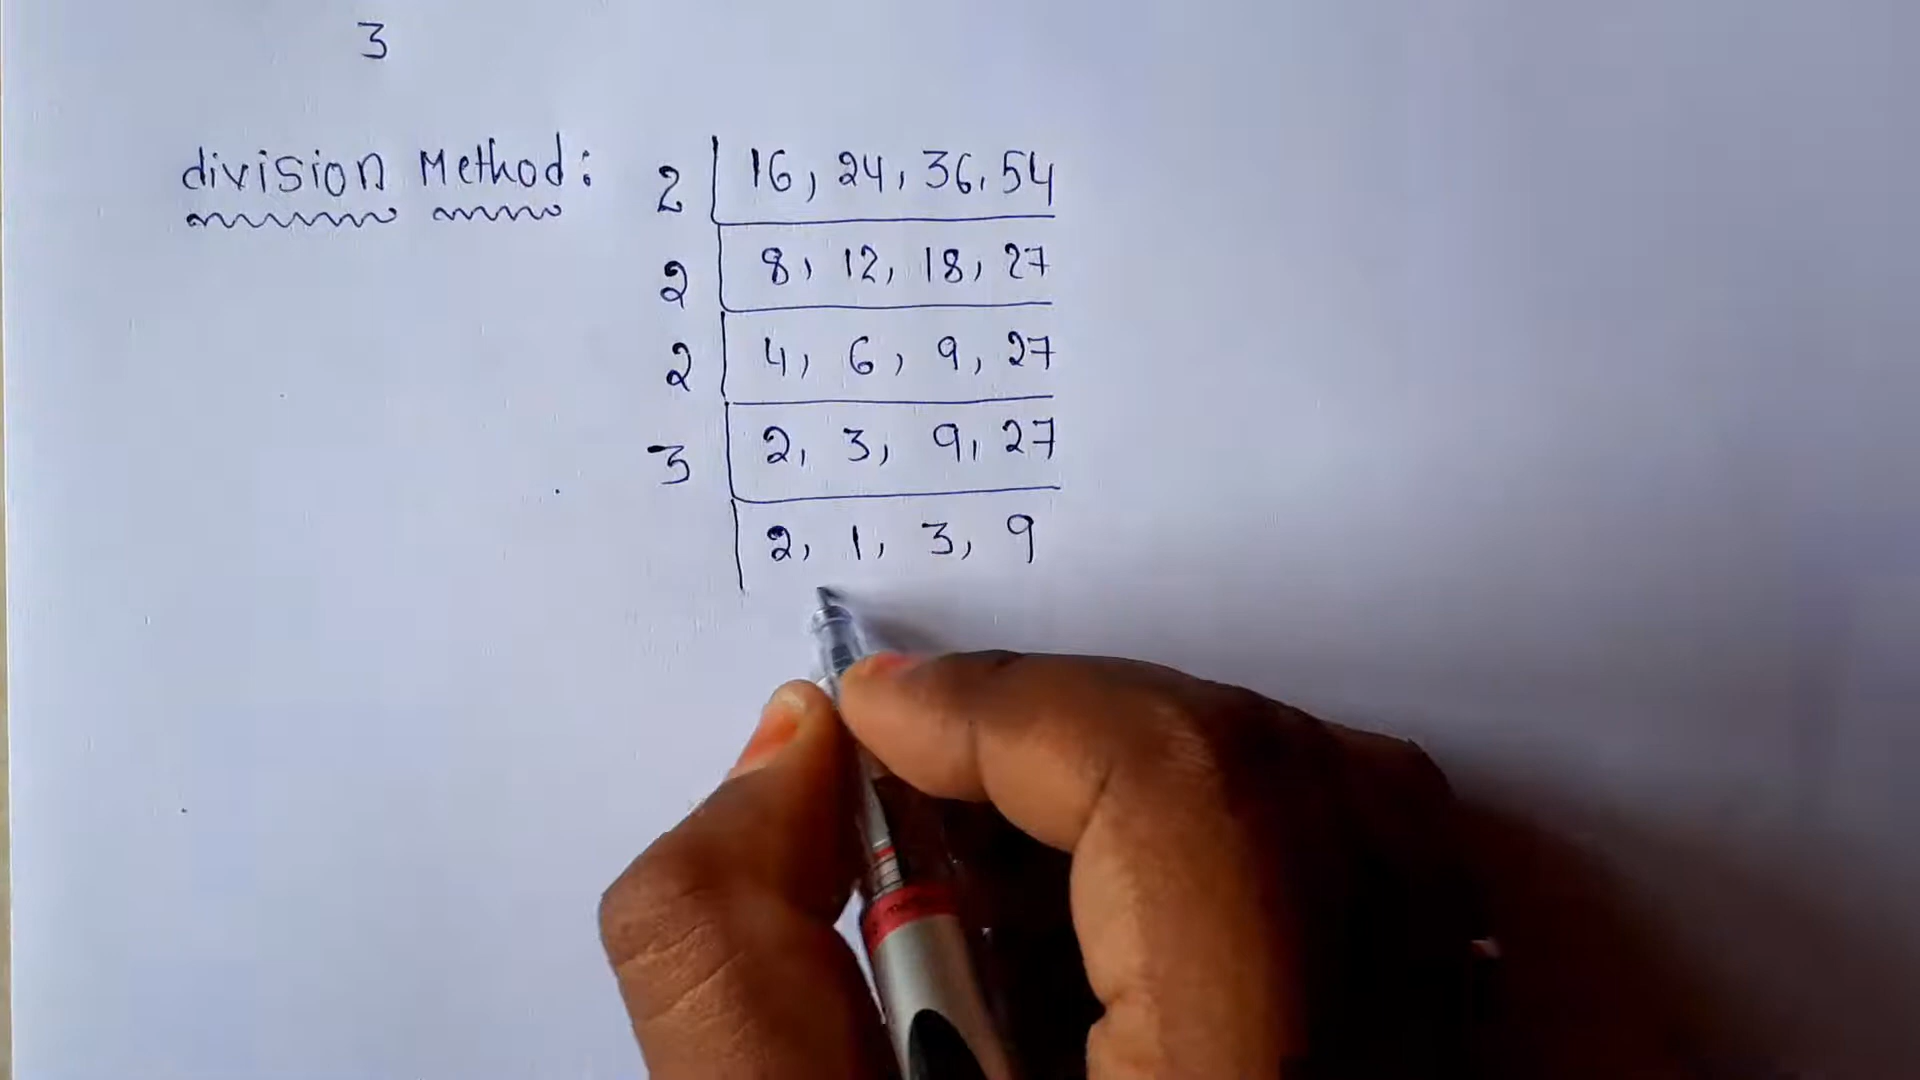 3
division Method: 2 16, 24, 36, 54
2 8, 12, 18, 27
2 4, 6, 9, 27
3 2, 3, 9, 27
2, 1, 3, 9